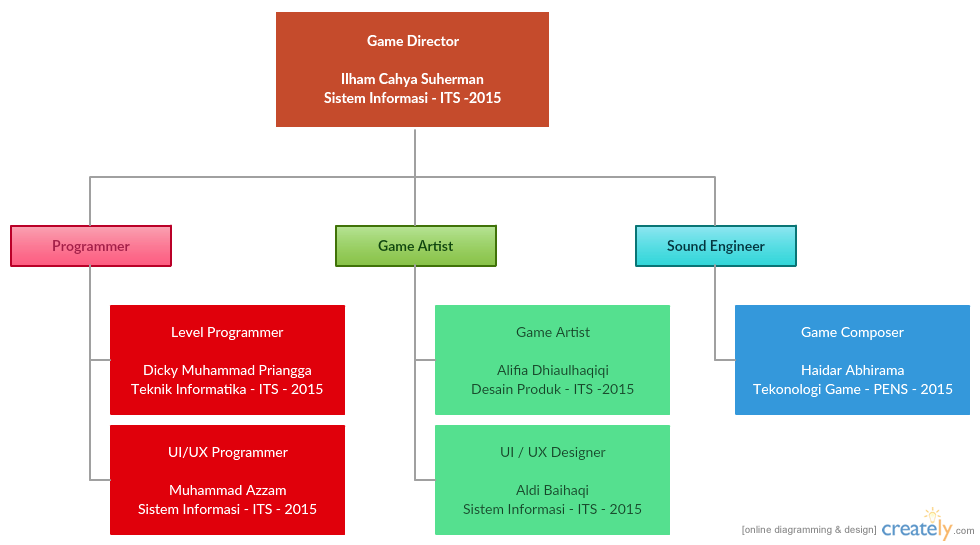 Game Director
Ilham Cahya Suherman
Sistem Informasi - ITS -2015
Programmer
Game Artist
Sound Engineer
Level Programmer
Dicky Muhammad Priangga
Teknik Informatika - ITS - 2015
Game Artist
Alifia Dhiaulhaqiqi
Desain Produk - ITS -2015
Game Composer
Haidar Abhirama
Tekonologi Game - PENS - 2015
UI/UX Programmer
Muhammad Azzam
Sistem Informasi - ITS - 2015
UI / UX Designer
Aldi Baihaqi
Sistem Informasi - ITS - 2015
[online diagramming & design] creately.com